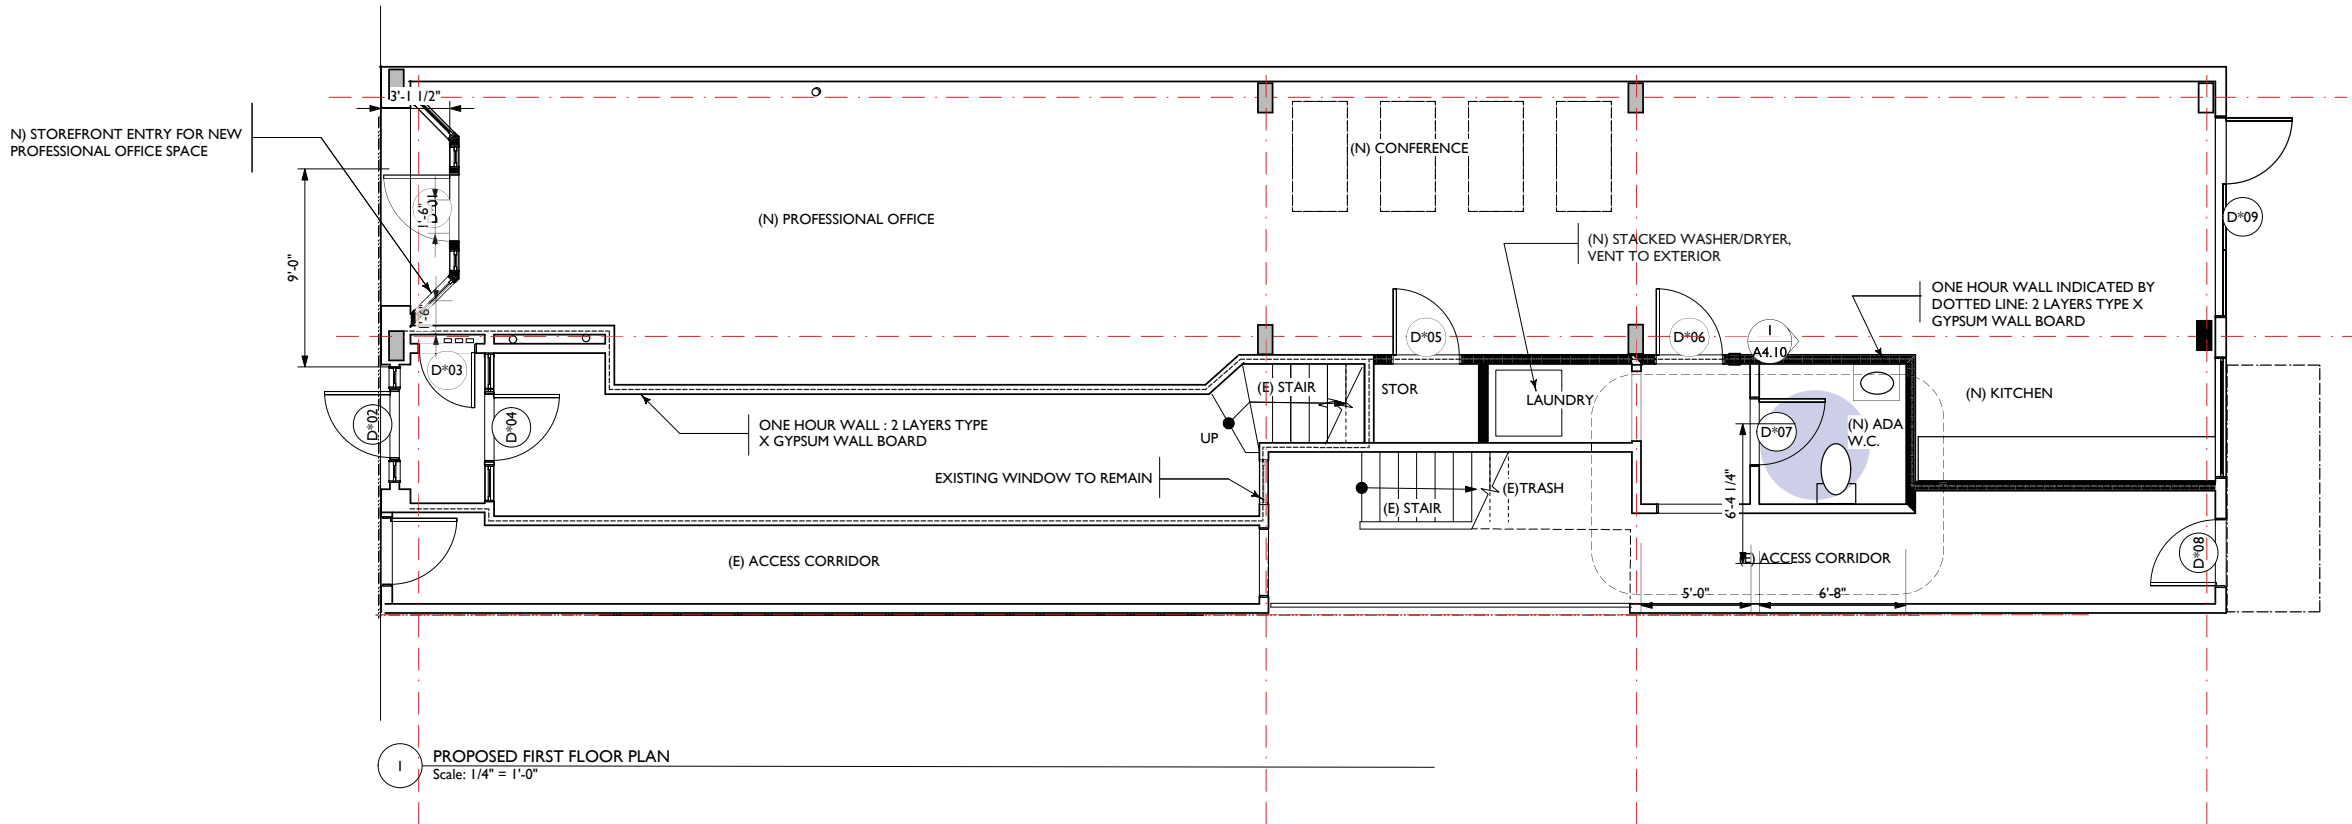 3'-1 1/2"
N) STOREFRONT ENTRY FOR NEW
PROFESSIONAL OFFICE SPACE
(N) CONFERENCE
(N) PROFESSIONAL OFFICE
D*01
1'-6"
D*09
9'-0"
(N) STACKED WASHER/DRYER,
VENT TO EXTERIOR
ONE HOUR WALL INDICATED BY
DOTTED LINE: 2 LAYERS TYPE X
GYPSUM WALL BOARD
1'-6"
D*05
D*06
1
A4.10
D*03
(E) STAIR
STOR
LAUNDRY
(N) KITCHEN
D*02
D*04
ONE HOUR WALL : 2 LAYERS TYPE
X GYPSUM WALL BOARD
UP
D*07
(N) ADA
W.C.
EXISTING WINDOW TO REMAIN
(E)TRASH
(E) STAIR
6'-4 1/4"
(E) ACCESS CORRIDOR
(E) ACCESS CORRIDOR
D*08
5'-0"
6'-8"
1
PROPOSED FIRST FLOOR PLAN
Scale: 1/4" = 1'-0"